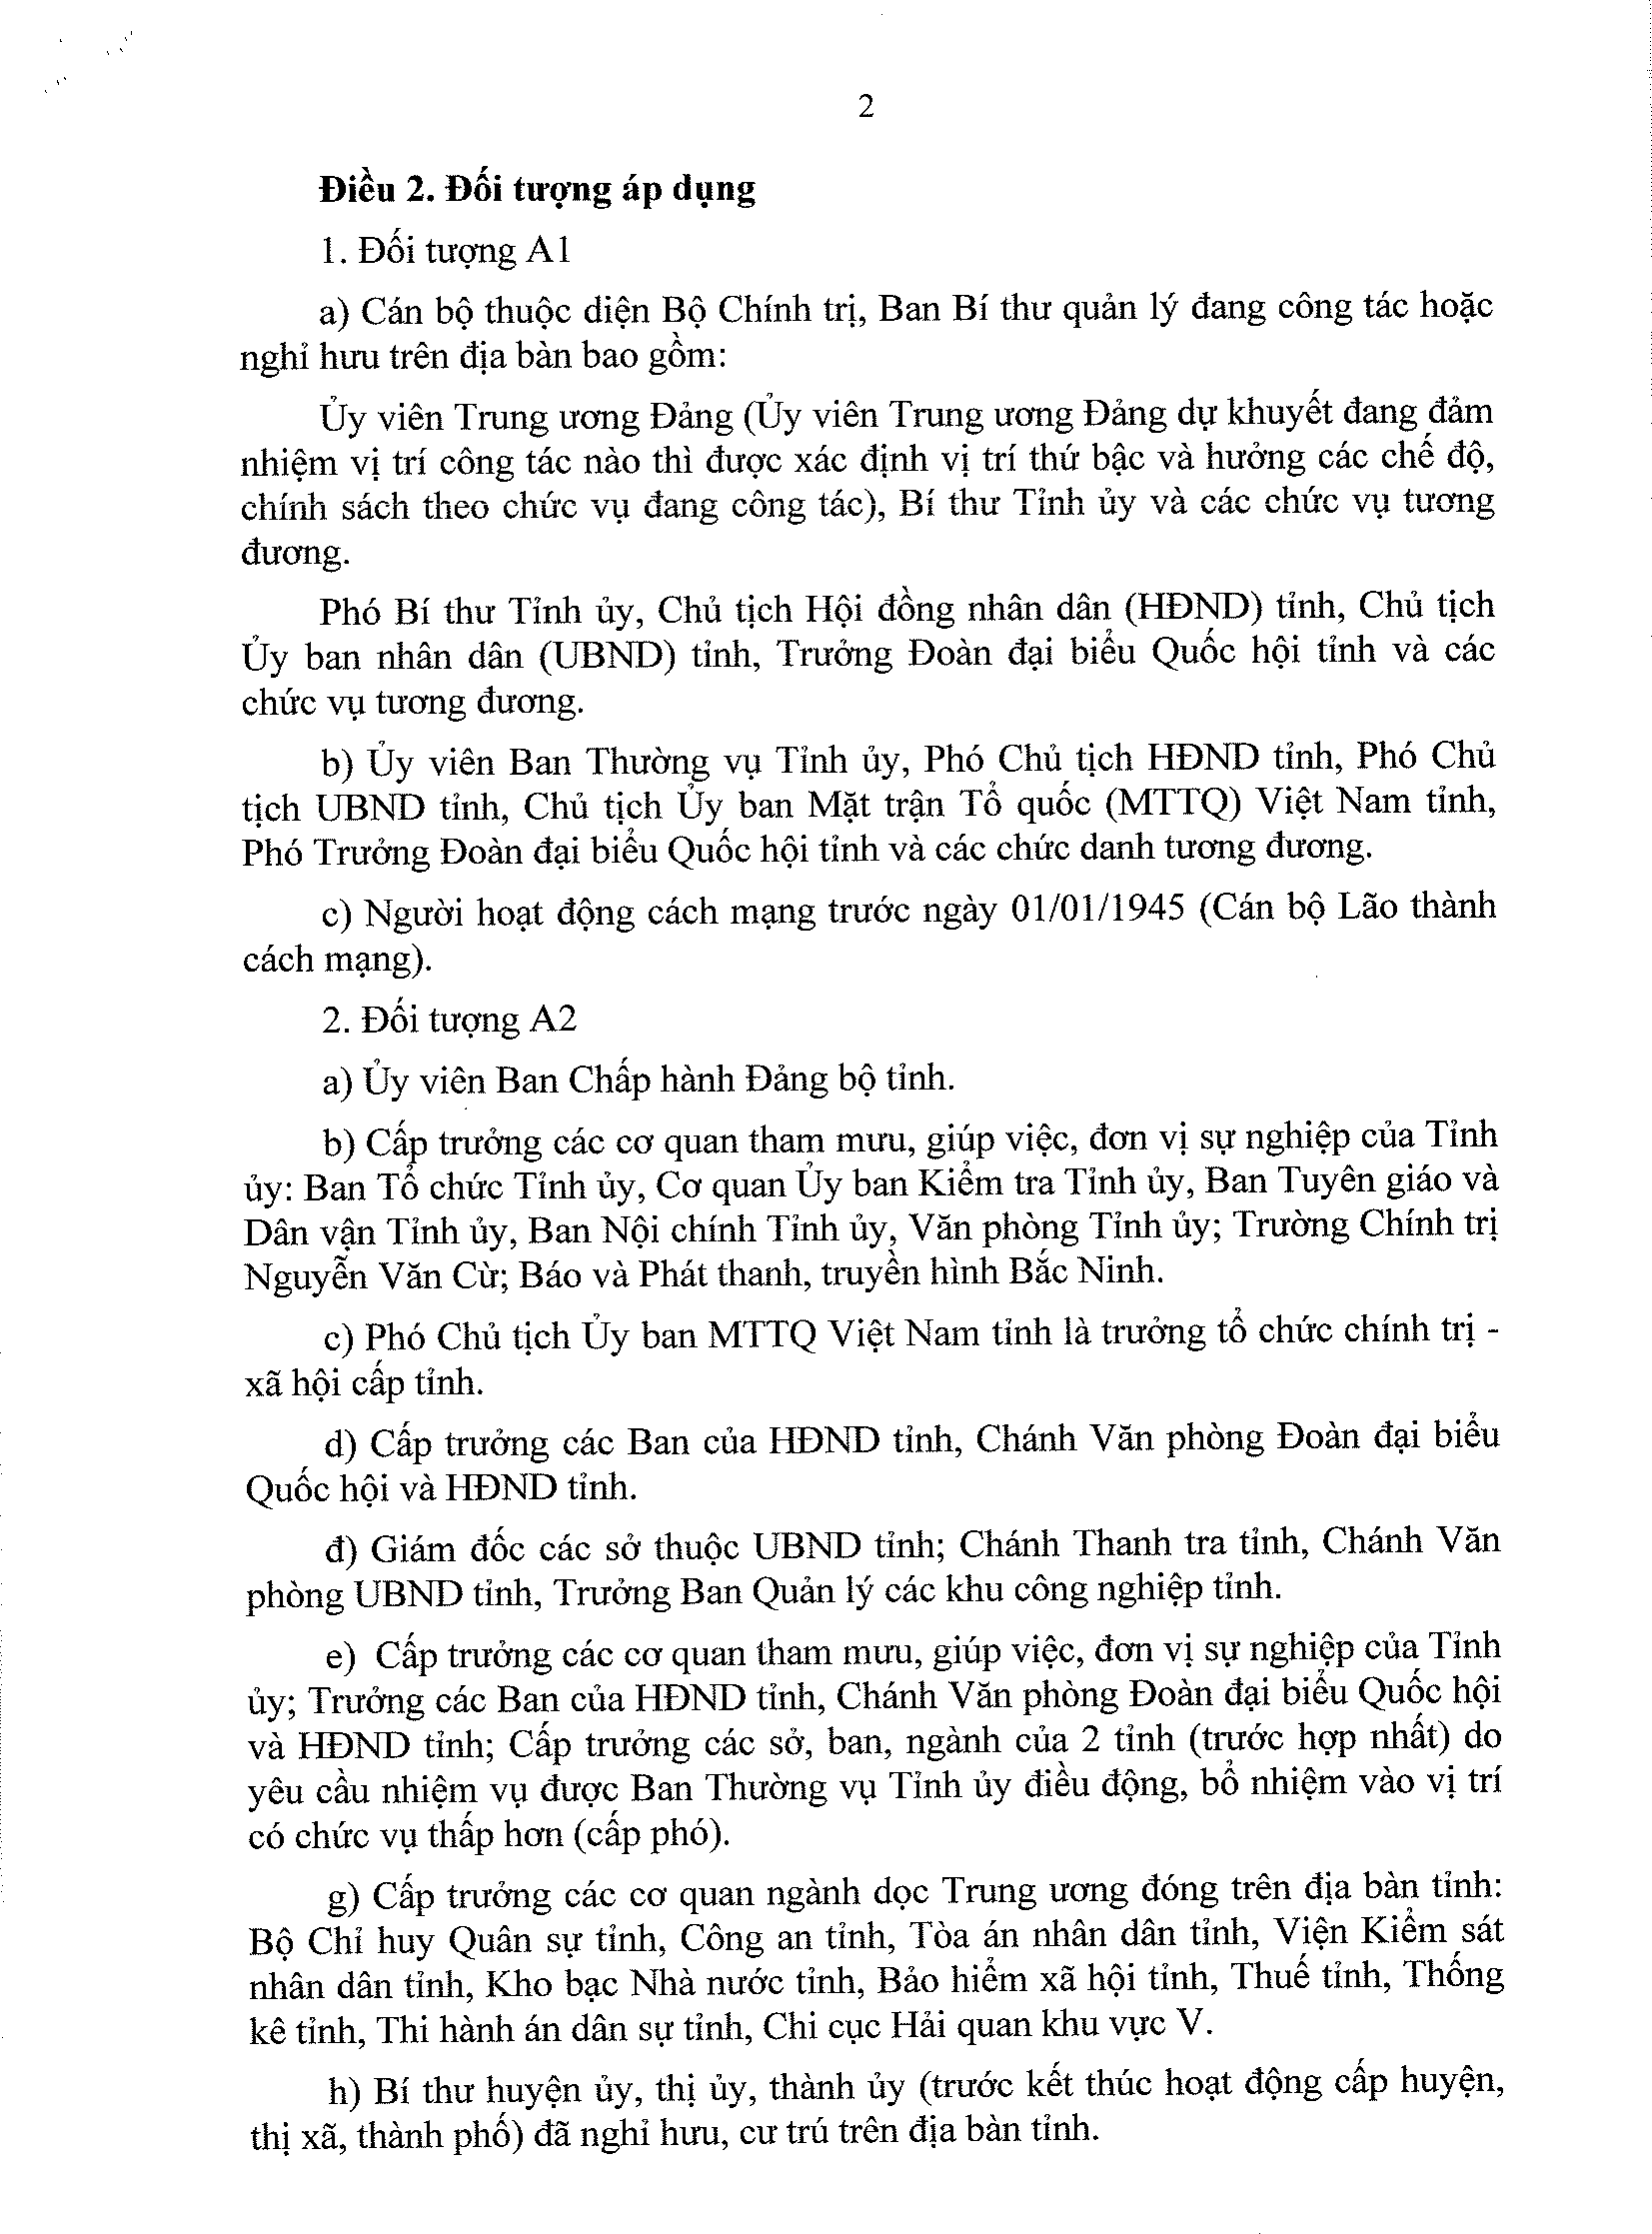 2
Điều 2. Đối tượng áp dụng
1. Đối tượng A1
a) Cán bộ thuộc diện Bộ Chính trị, Ban Bí thư quản lý đang công tác hoặc
nghỉ hưu trên địa bàn bao gồm:
Ủy viên Trung ương Đảng (Ủy viên Trung ương Đảng dự khuyết đang đảm
nhiệm vị trí công tác nào thì được xác định vị trí thứ bậc và hưởng các chế độ,
chính sách theo chức vụ đang công tác), Bí thư Tỉnh ủy và các chức vụ tương
đương.
Phó Bí thư Tỉnh ủy, Chủ tịch Hội đồng nhân dân (HĐND) tỉnh, Chủ tịch
Ủy ban nhân dân (UBND) tỉnh, Trưởng Đoàn đại biểu Quốc hội tỉnh và các
chức vụ tương đương.
b) Ủy viên Ban Thường vụ Tỉnh ủy, Phó Chủ tịch HĐND tỉnh, Phó Chủ
tịch UBND tỉnh, Chủ tịch Ủy ban Mặt trận Tổ quốc (MTTQ) Việt Nam tỉnh,
Phó Trưởng Đoàn đại biểu Quốc hội tỉnh và các chức danh tương đương.
c) Người hoạt động cách mạng trước ngày 01/01/1945 (Cán bộ Lão thành
cách mạng).
2. Đối tượng A2
a) Ủy viên Ban Chấp hành Đảng bộ tỉnh.
b) Cấp trưởng các cơ quan tham mưu, giúp việc, đơn vị sự nghiệp của Tỉnh
ủy: Ban Tổ chức Tỉnh ủy, Cơ quan Ủy ban Kiểm tra Tỉnh ủy, Ban Tuyên giáo và
Dân vận Tỉnh ủy, Ban Nội chính Tỉnh ủy, Văn phòng Tỉnh ủy; Trường Chính trị
Nguyễn Văn Cừ; Báo và Phát thanh, truyền hình Bắc Ninh.
c) Phó Chủ tịch Ủy ban MTTQ Việt Nam tỉnh là trưởng tổ chức chính trị -
xã hội cấp tỉnh.
d) Cấp trưởng các Ban của HĐND tỉnh, Chánh Văn phòng Đoàn đại biểu
Quốc hội và HĐND tỉnh.
đ) Giám đốc các sở thuộc UBND tỉnh; Chánh Thanh tra tỉnh, Chánh Văn
phòng UBND tỉnh, Trưởng Ban Quản lý các khu công nghiệp tỉnh.
e) Cấp trưởng các cơ quan tham mưu, giúp việc, đơn vị sự nghiệp của Tỉnh
ủy; Trưởng các Ban của HĐND tỉnh, Chánh Văn phòng Đoàn đại biểu Quốc hội
và HĐND tỉnh; Cấp trưởng các sở, ban, ngành của 2 tỉnh (trước hợp nhất) do
yêu cầu nhiệm vụ được Ban Thường vụ Tỉnh ủy điều động, bổ nhiệm vào vị trí
có chức vụ thấp hơn (cấp phó).
g) Cấp trưởng các cơ quan ngành dọc Trung ương đóng trên địa bàn tỉnh:
Bộ Chỉ huy Quân sự tỉnh, Công an tỉnh, Tòa án nhân dân tỉnh, Viện Kiểm sát
nhân dân tỉnh, Kho bạc Nhà nước tỉnh, Bảo hiểm xã hội tỉnh, Thuế tỉnh, Thống
kê tỉnh, Thi hành án dân sự tỉnh, Chi cục Hải quan khu vực V.
h) Bí thư huyện ủy, thị ủy, thành ủy (trước kết thúc hoạt động cấp huyện,
thị xã, thành phố) đã nghỉ hưu, cư trú trên địa bàn tỉnh.